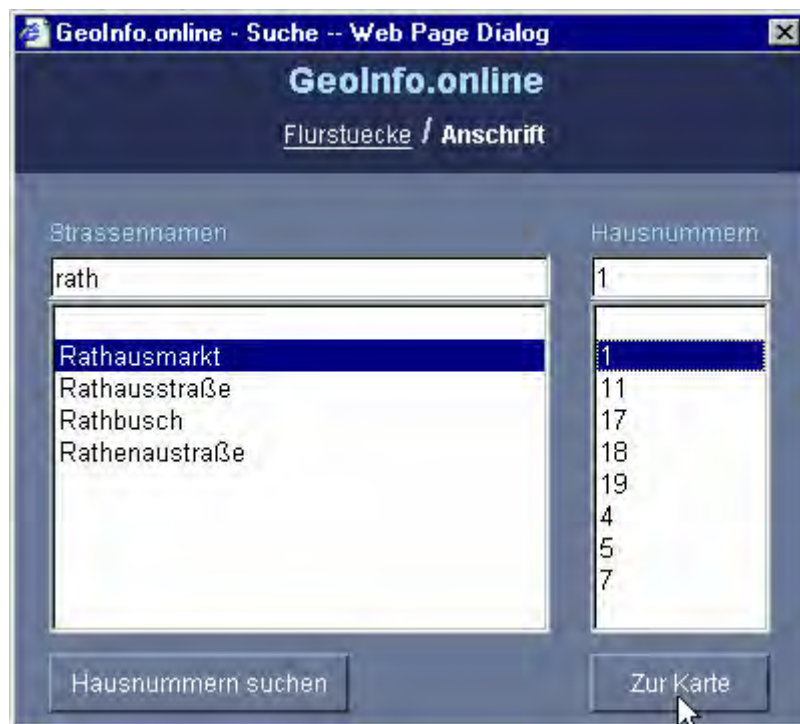 GeoInfo.online - Suche -- Web Page Dialog
GeoInfo.online
Flurstuecke / Anschrift
Strassennamen
Hausnummern
rath
1
Rathausmarkt
Rathausstraße
Rathbusch
Rathenaustraße
1
11
17
18
19
4
5
7
Hausnummern suchen
Zur Karte